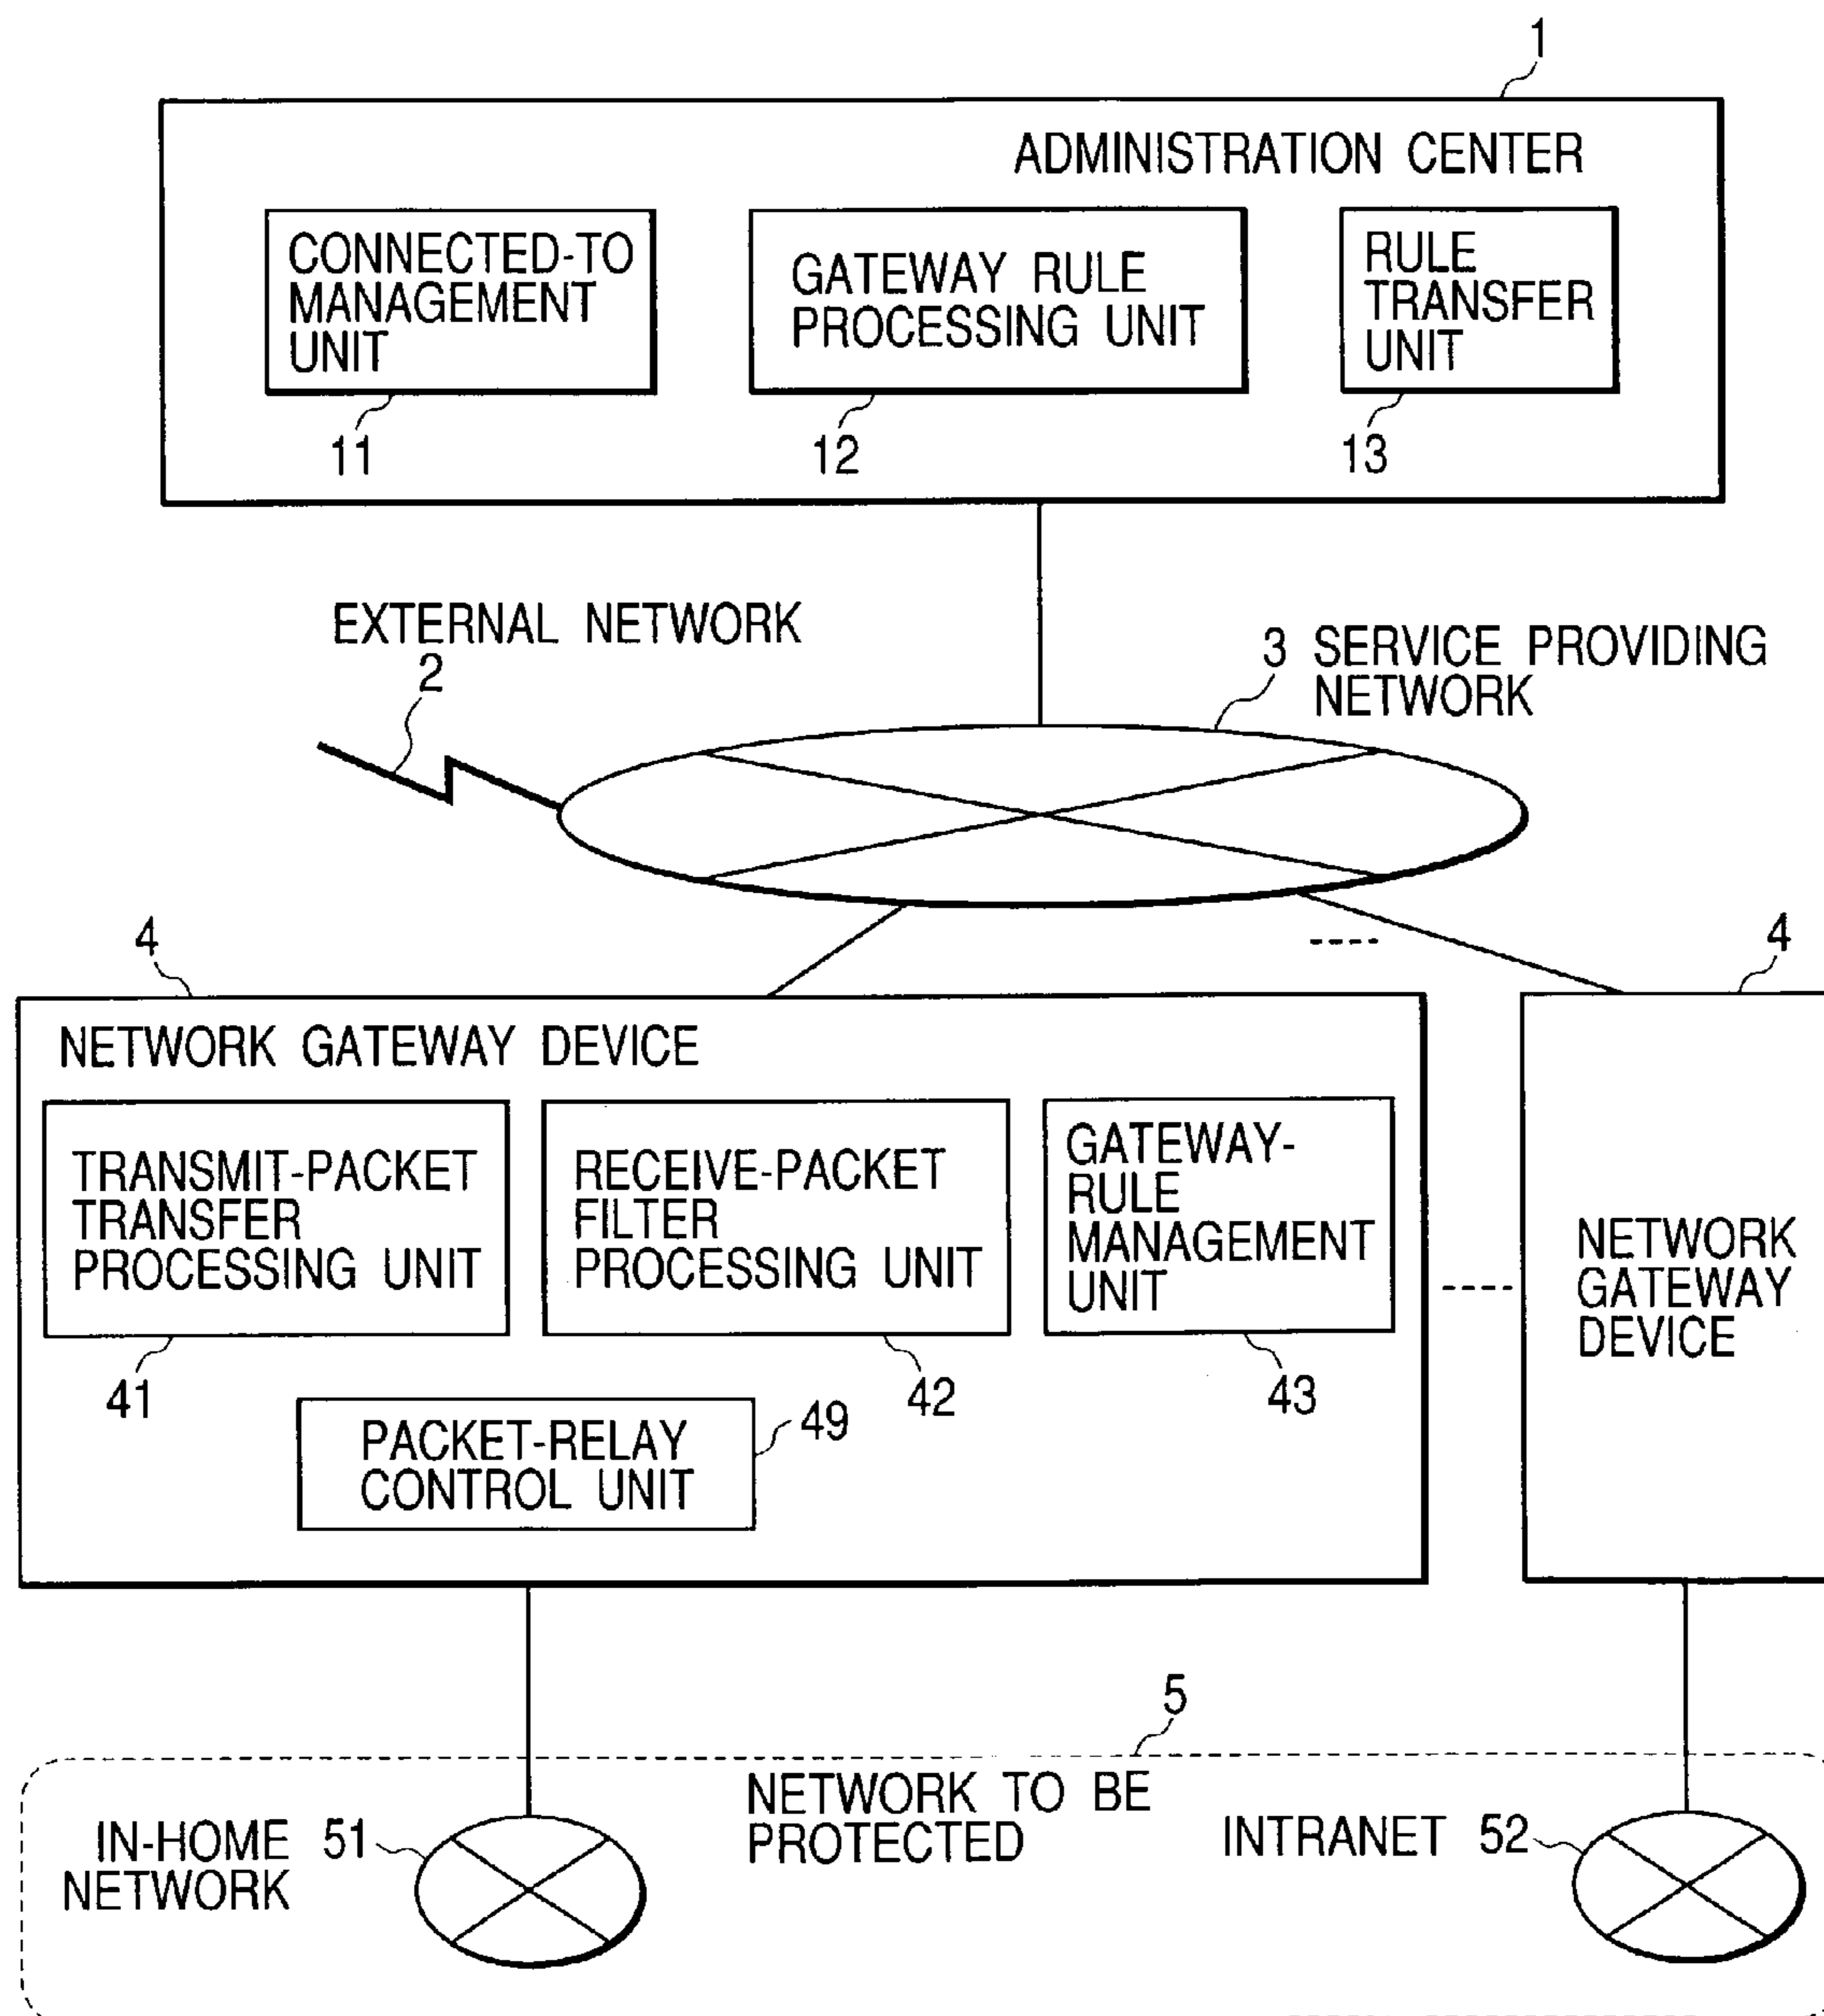 1
ADMINISTRATION CENTER
CONNECTED-TO
MANAGEMENT
UNIT
11
GATEWAY RULE
PROCESSING UNIT
12
RULE
TRANSFER
UNIT
13
EXTERNAL NETWORK
2
3 SERVICE PROVIDING
NETWORK
4
NETWORK GATEWAY DEVICE
TRANSMIT-PACKET
TRANSFER
PROCESSING UNIT
41
RECEIVE-PACKET
FILTER
PROCESSING UNIT
42
GATEWAY-
RULE
MANAGEMENT
UNIT
43
PACKET-RELAY
CONTROL UNIT
49
4
NETWORK
GATEWAY
DEVICE
5
NETWORK TO BE
PROTECTED
IN-HOME
NETWORK
51
INTRANET 52